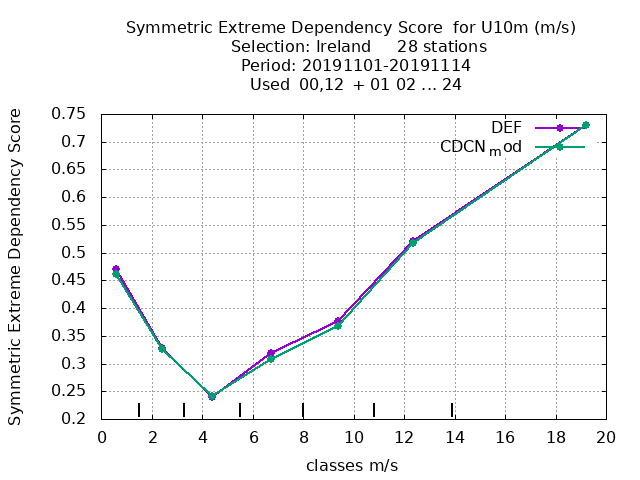 Symmetric Extreme Dependency Score for U10m (m/s)
Selection: Ireland 28 stations
Period: 20191101-20191114
Used 00,12 + 01 02 ... 24
Symmetric Extreme Dependency Score
0.75
0.7
0.65
0.6
0.55
0.5
0.45
0.4
0.35
0.3
0.25
0.2
DEF
CDCNmod
0 2 4 6 8 10 12 14 16 18 20
classes m/s